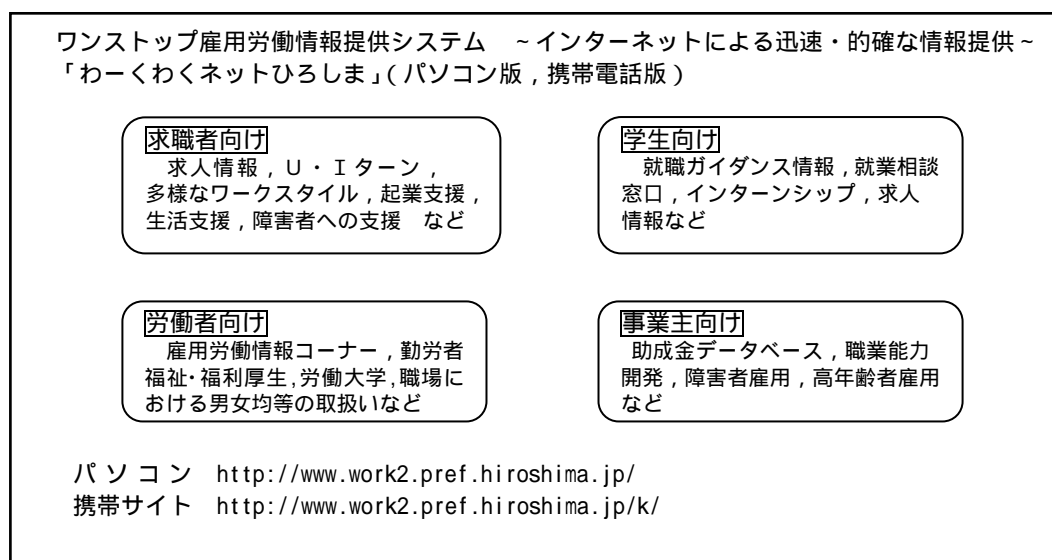 ワンストップ雇用労働情報提供システム　～インターネットによる迅速・的確な情報提供～
「わーくわくネットひろしま」（パソコン版，携帯電話版）
求職者向け
求人情報，Ｕ・Ｉターン，
多様なワークスタイル，起業支援，
生活支援，障害者への支援　など
学生向け
就職ガイダンス情報，就業相談
窓口，インターンシップ，求人
情報など
労働者向け
雇用労働情報コーナー，勤労者
福祉・福利厚生，労働大学，職場に
おける男女均等の取扱いなど
事業主向け
助成金データベース，職業能力
開発，障害者雇用，高年齢者雇用
など
パソコン　http://www.work2.pref.hiroshima.jp/
携帯サイト　http://www.work2.pref.hiroshima.jp/k/